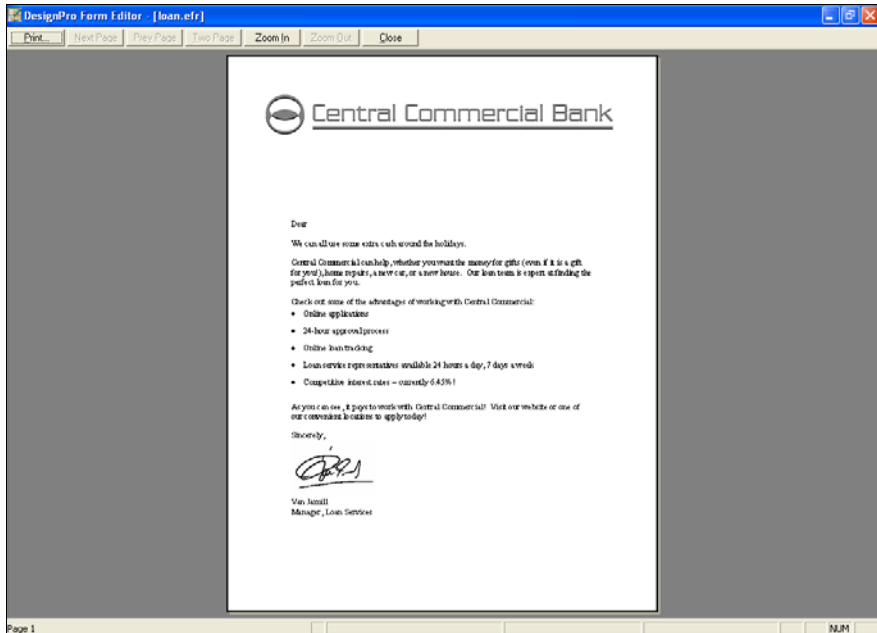 DesignPro Form Editor - [loan.efr]
Print... Next Page Prev Page Two Page Zoom In Zoom Out Close
Central Commercial Bank
Dear
We can all use some extra cash around the holidays.
Central Commercial can help, whether you want the money for gifts (even if it is a gift
for you!), home repairs, a new car, or a new house. Our loan team is expert at finding the
perfect loan for you.
Check out some of the advantages of working with Central Commercial:
• Online applications
• 24-hour approval process
• Online loan tracking
• Loan service representatives available 24 hours a day, 7 days a week
• Competitive interest rates – currently 6.45%!
As you can see, it pays to work with Central Commercial! Visit our website or one of
our convenient locations to apply today!
Sincerely,
Van Jamill
Manager, Loan Services
Page 1 NUM